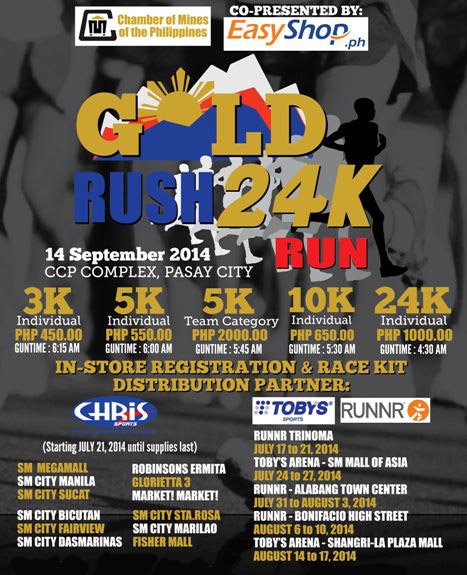 Chamber of Mines
of the Philippines
CO-PRESENTED BY:
EasyShop.ph
GOLD
RUSH 24K
RUN
14 September 2014
CCP COMPLEX, PASAY CITY
3K
Individual
PHP 450.00
GUNTIME : 6:15 AM
5K
Individual
PHP 550.00
GUNTIME : 6:00 AM
5K
Team Category
PHP 2000.00
GUNTIME : 5:45 AM
10K
Individual
PHP 650.00
GUNTIME : 5:30 AM
24K
Individual
PHP 1000.00
GUNTIME : 4:30 AM
IN-STORE REGISTRATION & RACE KIT
DISTRIBUTION PARTNER:
CHRIS
SPORTS
(Starting JULY 21, 2014 until supplies last)
SM MEGAMALL
SM CITY MANILA
SM CITY SUCAT
SM CITY BICUTAN
SM CITY FAIRVIEW
SM CITY DASMARINAS
ROBINSONS ERMITA
GLORIETTA 3
MARKET! MARKET!
SM CITY STA.ROSA
SM CITY MARILAO
FISHER MALL
TOBYS
SPORTS
RUNNR
RUNNR TRINOMA
JULY 17 to 21, 2014
TOBY'S ARENA - SM MALL OF ASIA
JULY 24 to 27, 2014
RUNNR - ALABANG TOWN CENTER
JULY 31 to AUGUST 3, 2014
RUNNR - BONIFACIO HIGH STREET
AUGUST 6 to 10, 2014
TOBY'S ARENA - SHANGRI-LA PLAZA MALL
AUGUST 14 to 17, 2014